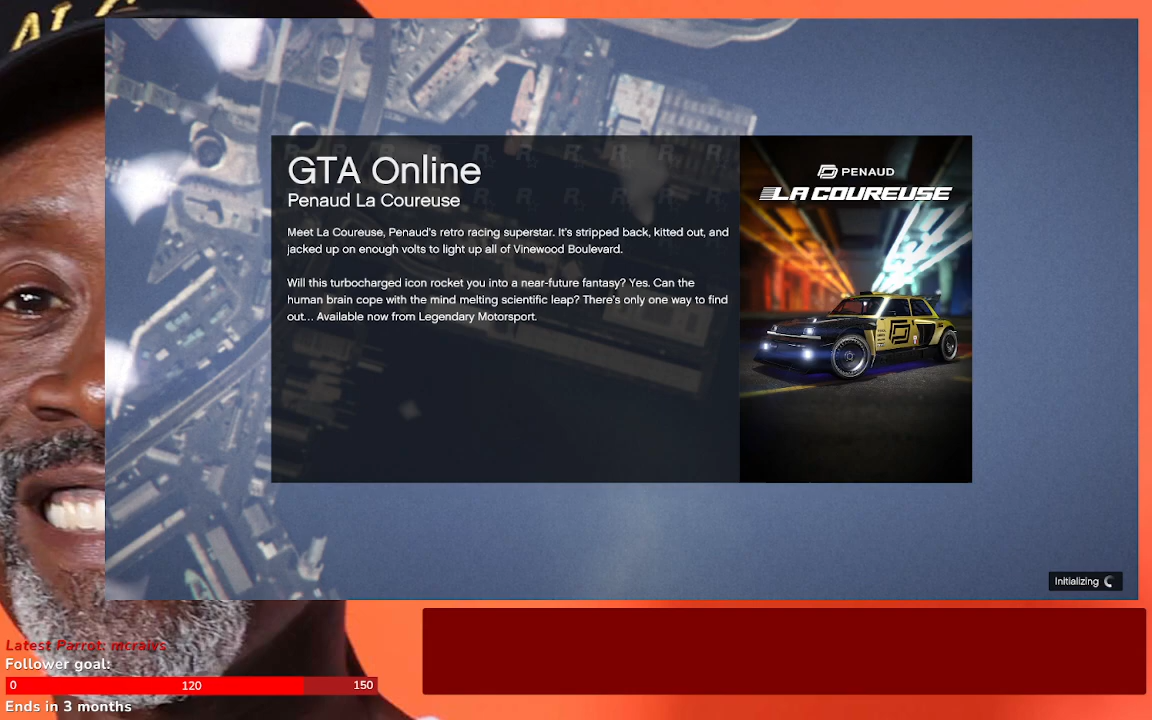 GTA Online
Penaud La Coureuse
Meet La Coureuse, Penaud's retro racing superstar. It's stripped back, kitted out, and
jacked up on enough volts to light up all of Vinewood Boulevard.
Will this turbocharged icon rocket you into a near-future fantasy? Yes. Can the
human brain cope with the mind melting scientific leap? There's only one way to find
out... Available now from Legendary Motorsport.
PENAUD
LA COUREUSE
Initializing
Latest Parrot: mcraivs
Follower goal:
0 120 150
Ends in 3 months